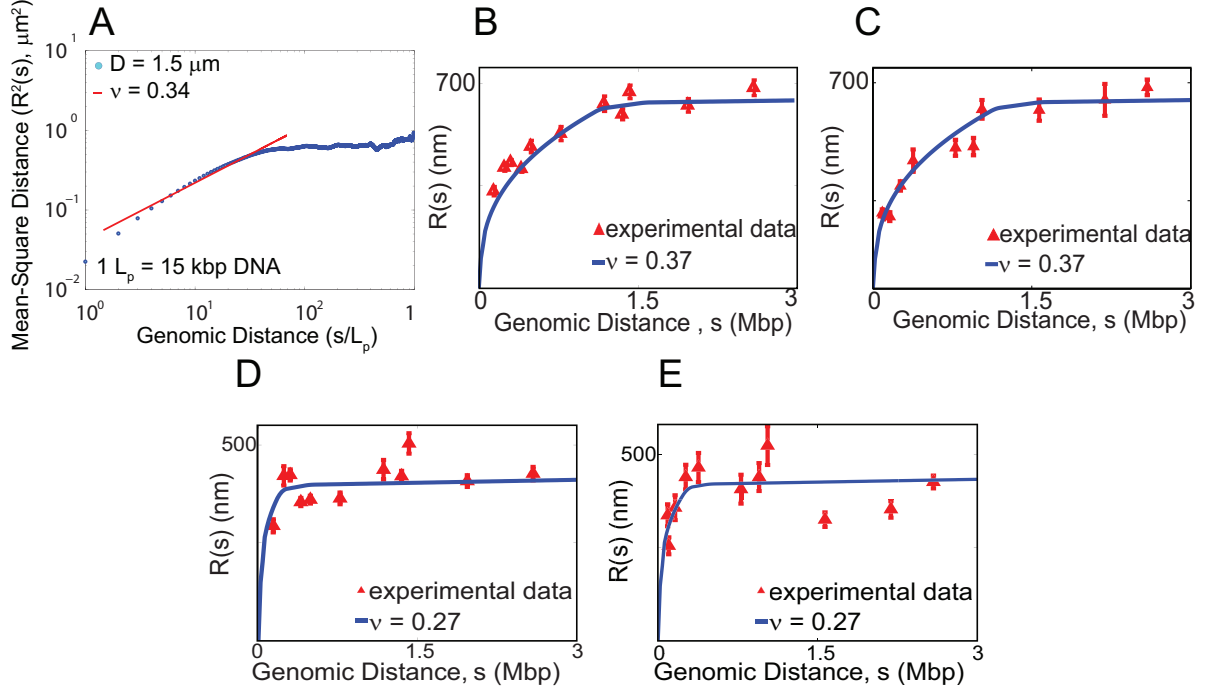 A
Mean-Square Distance (R²(s), μm²)
10¹
10⁰
10⁻¹
10⁻²
D = 1.5 μm
ν = 0.34
1 Lₚ = 15 kbp DNA
10⁰
10¹
10²
1
Genomic Distance (s/Lₚ)
B
R(s) (nm)
700
experimental data
ν = 0.37
0
1.5
3
Genomic Distance , s (Mbp)
C
R(s) (nm)
700
experimental data
ν = 0.37
0
1.5
3
Genomic Distance, s (Mbp)
D
R(s) (nm)
500
experimental data
ν = 0.27
0
1.5
3
Genomic Distance, s (Mbp)
E
R(s) (nm)
500
experimental data
ν = 0.27
0
1.5
3
Genomic Distance, s (Mbp)